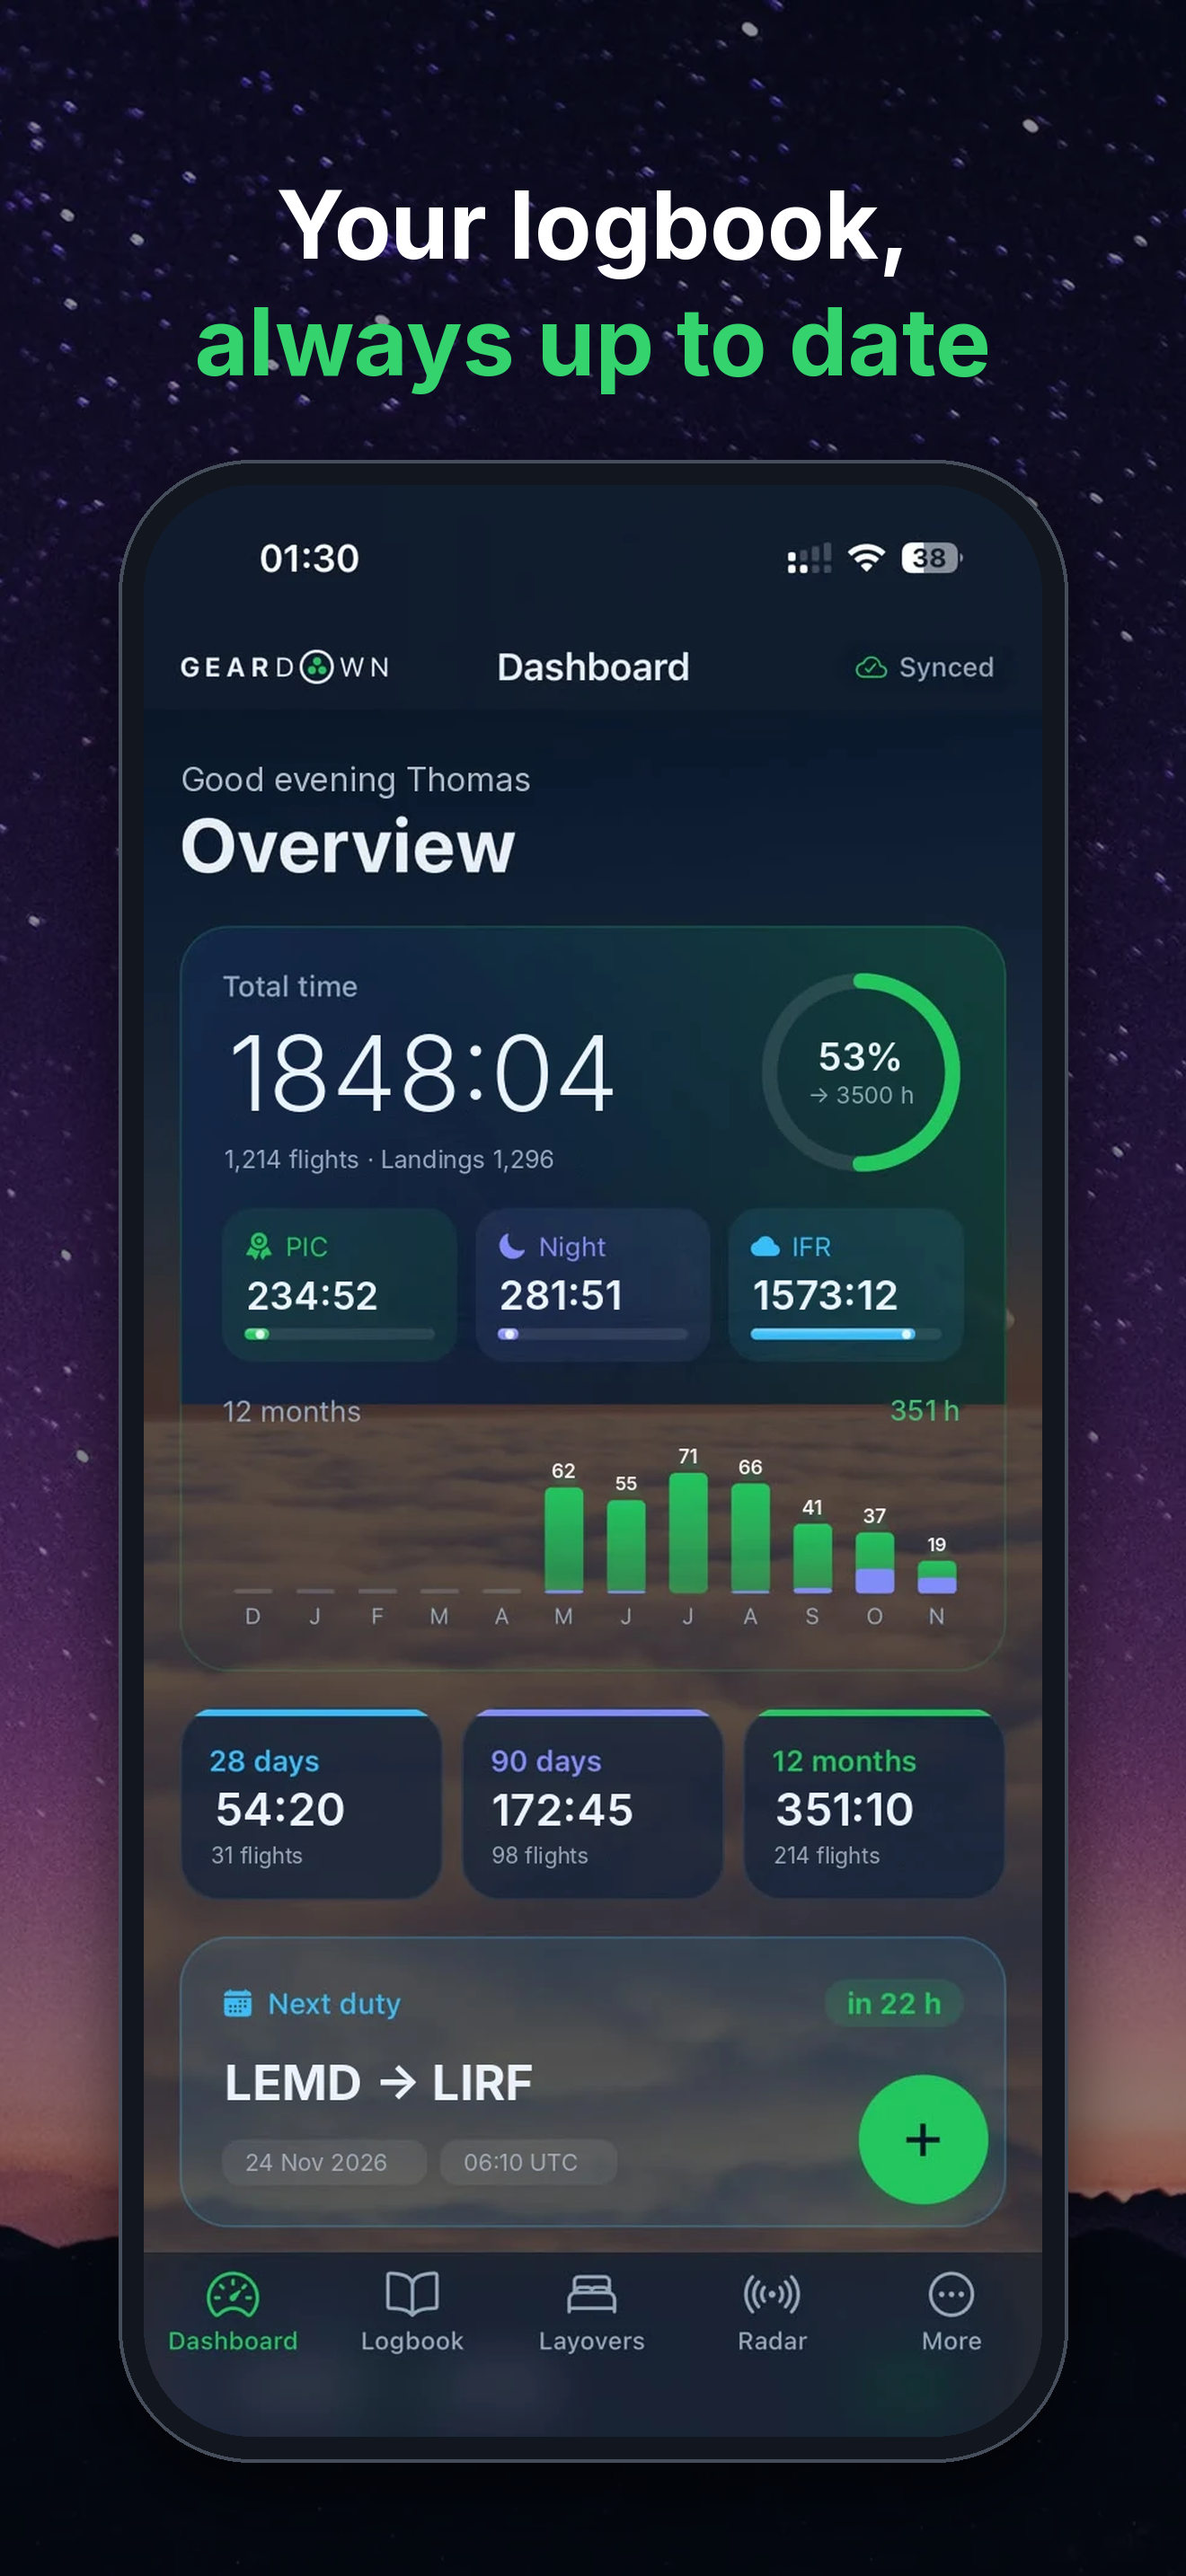 Your logbook,
always up to date
01:30
38
GEARDOWN
Dashboard
Synced
Good evening Thomas
Overview
Total time
1848:04
53%
→ 3500 h
1,214 flights · Landings 1,296
PIC
234:52
Night
281:51
IFR
1573:12
12 months
351 h
62
55
71
66
41
37
19
D J F M A M J J A S O N
28 days
54:20
31 flights
90 days
172:45
98 flights
12 months
351:10
214 flights
Next duty
in 22 h
LEMD → LIRF
24 Nov 2026
06:10 UTC
+
Dashboard
Logbook
Layovers
Radar
More